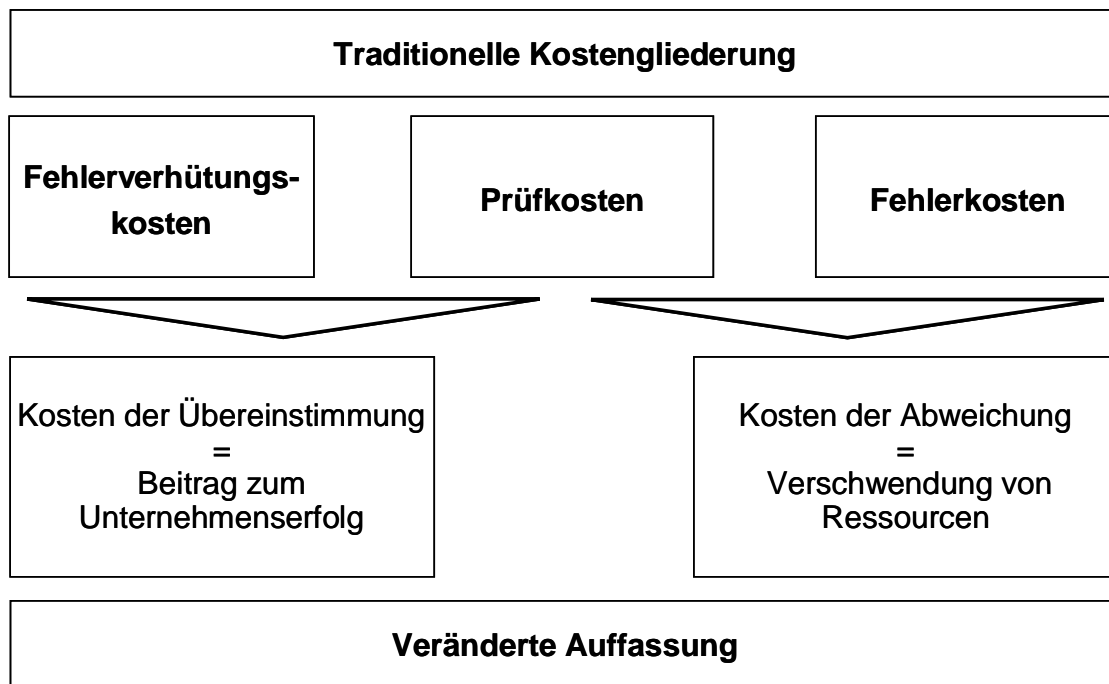 Traditionelle Kostengliederung
Fehlerverhütungs-
kosten
Prüfkosten
Fehlerkosten
Kosten der Übereinstimmung
=
Beitrag zum
Unternehmenserfolg
Kosten der Abweichung
=
Verschwendung von
Ressourcen
Veränderte Auffassung